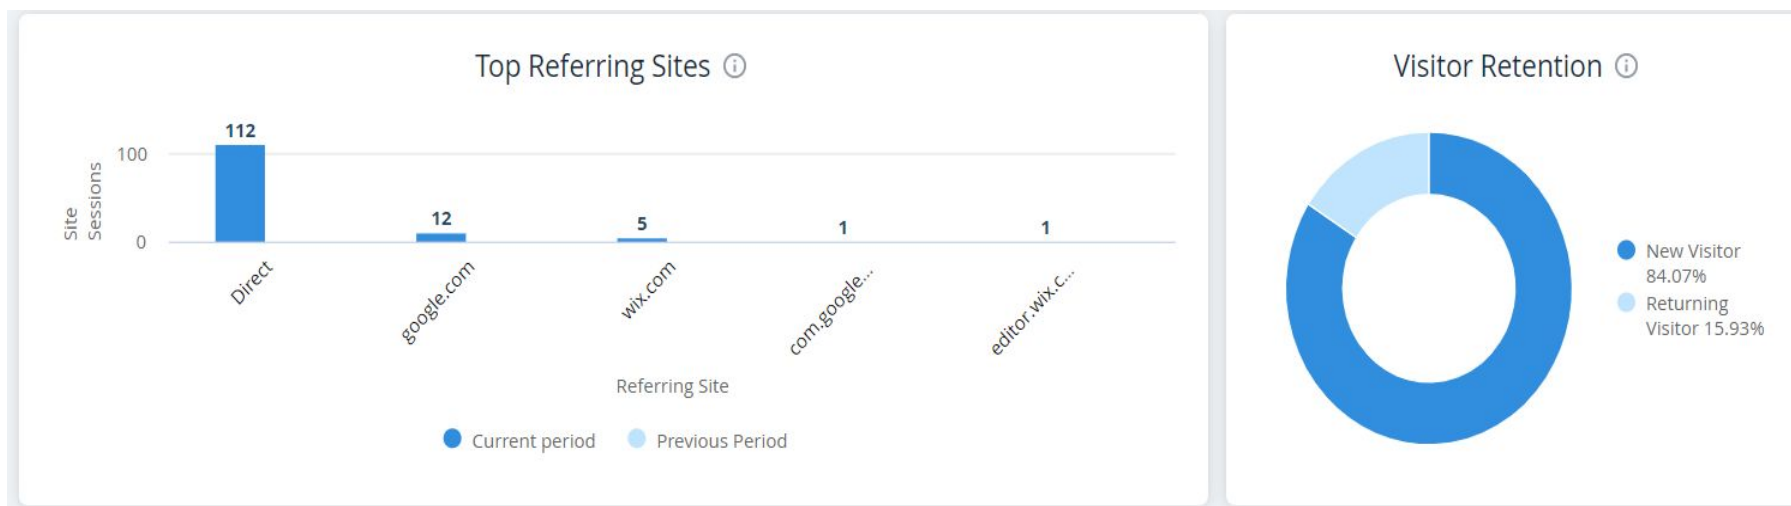 Top Referring Sites
112
100
12
5
1
1
0
Site
Sessions
Direct
google.com
wix.com
com.google...
editor.wix.c...
Referring Site
Current period
Previous Period
Visitor Retention
New Visitor
84.07%
Returning
Visitor 15.93%